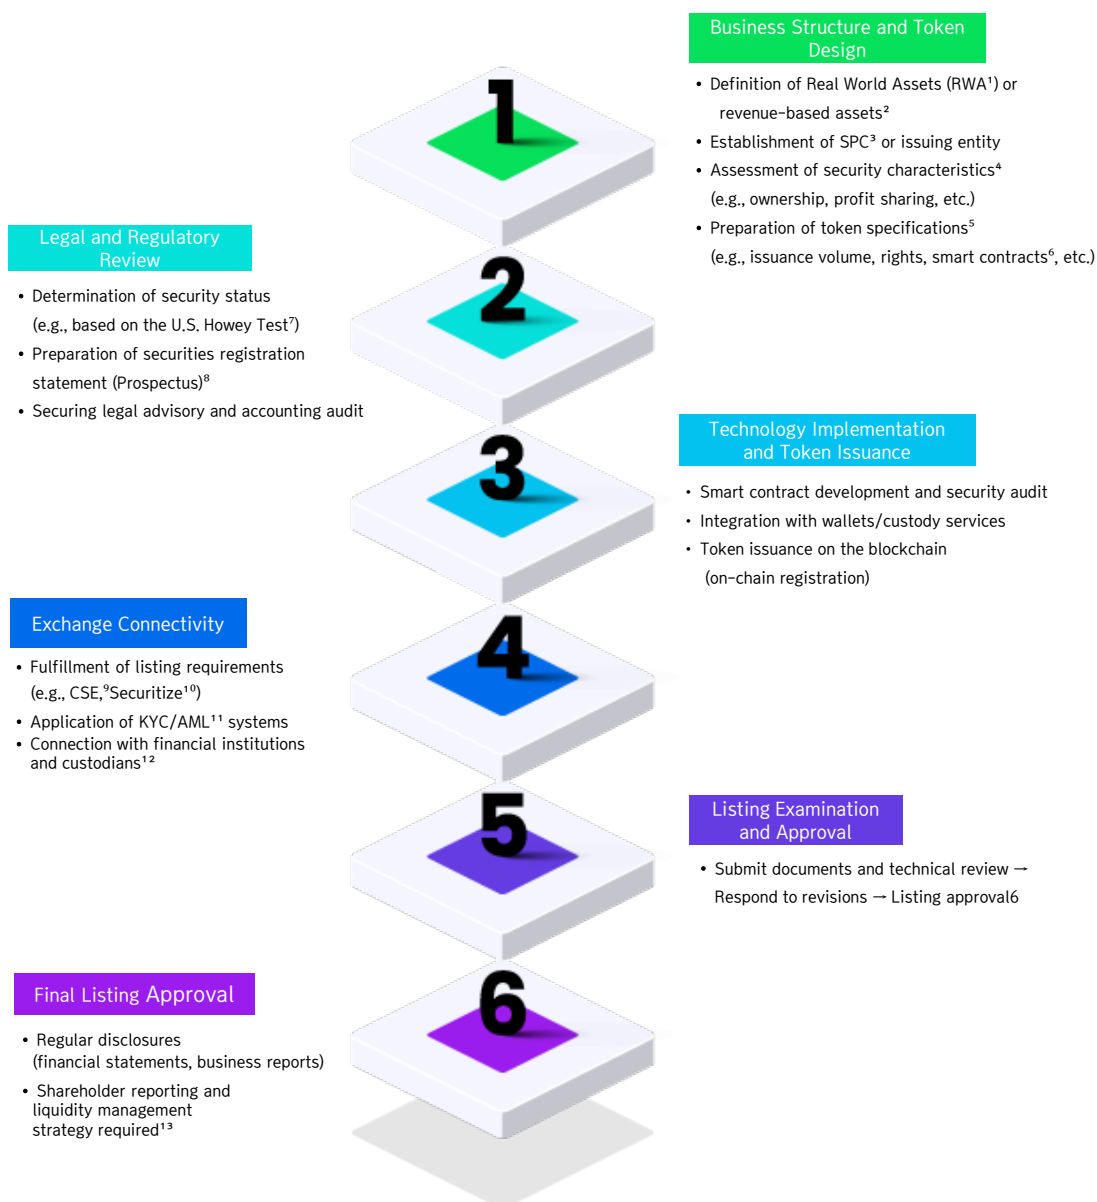 1
Business Structure and Token
Design
• Definition of Real World Assets (RWA¹) or
revenue-based assets²
• Establishment of SPC³ or issuing entity
• Assessment of security characteristics⁴
(e.g., ownership, profit sharing, etc.)
• Preparation of token specifications⁵
(e.g., issuance volume, rights, smart contracts⁶, etc.)
2
Legal and Regulatory
Review
• Determination of security status
(e.g., based on the U.S. Howey Test⁷)
• Preparation of securities registration
statement (Prospectus)⁸
• Securing legal advisory and accounting audit
3
Technology Implementation
and Token Issuance
• Smart contract development and security audit
• Integration with wallets/custody services
• Token issuance on the blockchain
(on-chain registration)
4
Exchange Connectivity
• Fulfillment of listing requirements
(e.g., CSE,⁹Securitize¹⁰)
• Application of KYC/AML¹¹ systems
• Connection with financial institutions
and custodians¹²
5
Listing Examination
and Approval
• Submit documents and technical review →
Respond to revisions → Listing approval6
6
Final Listing Approval
• Regular disclosures
(financial statements, business reports)
• Shareholder reporting and
liquidity management
strategy required¹³